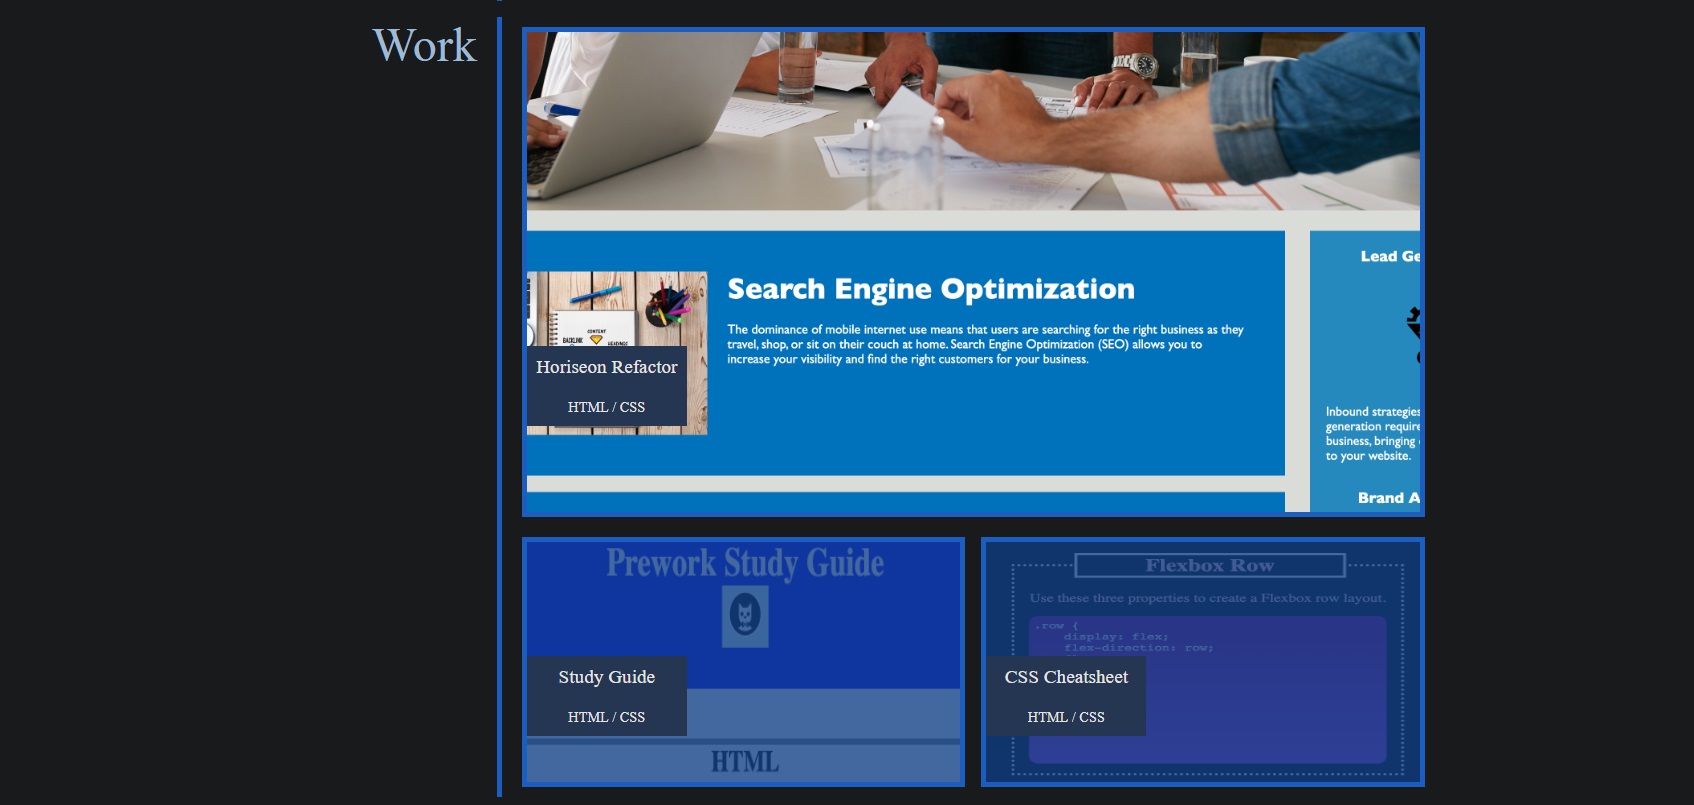 Work
Lead Ge
Search Engine Optimization
The dominance of mobile internet use means that users are searching for the right business as they
travel, shop, or sit on their couch at home. Search Engine Optimization (SEO) allows you to
increase your visibility and find the right customers for your business.
CONTENT
BACKLINK
HEADINGS
Horiseon Refactor
HTML / CSS
Inbound strategies
generation require
business, bringing
to your website.
Brand A
Prework Study Guide
Study Guide
HTML / CSS
HTML
Flexbox Row
Use these three properties to create a Flexbox row layout.
.row {
display: flex;
flex-direction: row;
CSS Cheatsheet
HTML / CSS